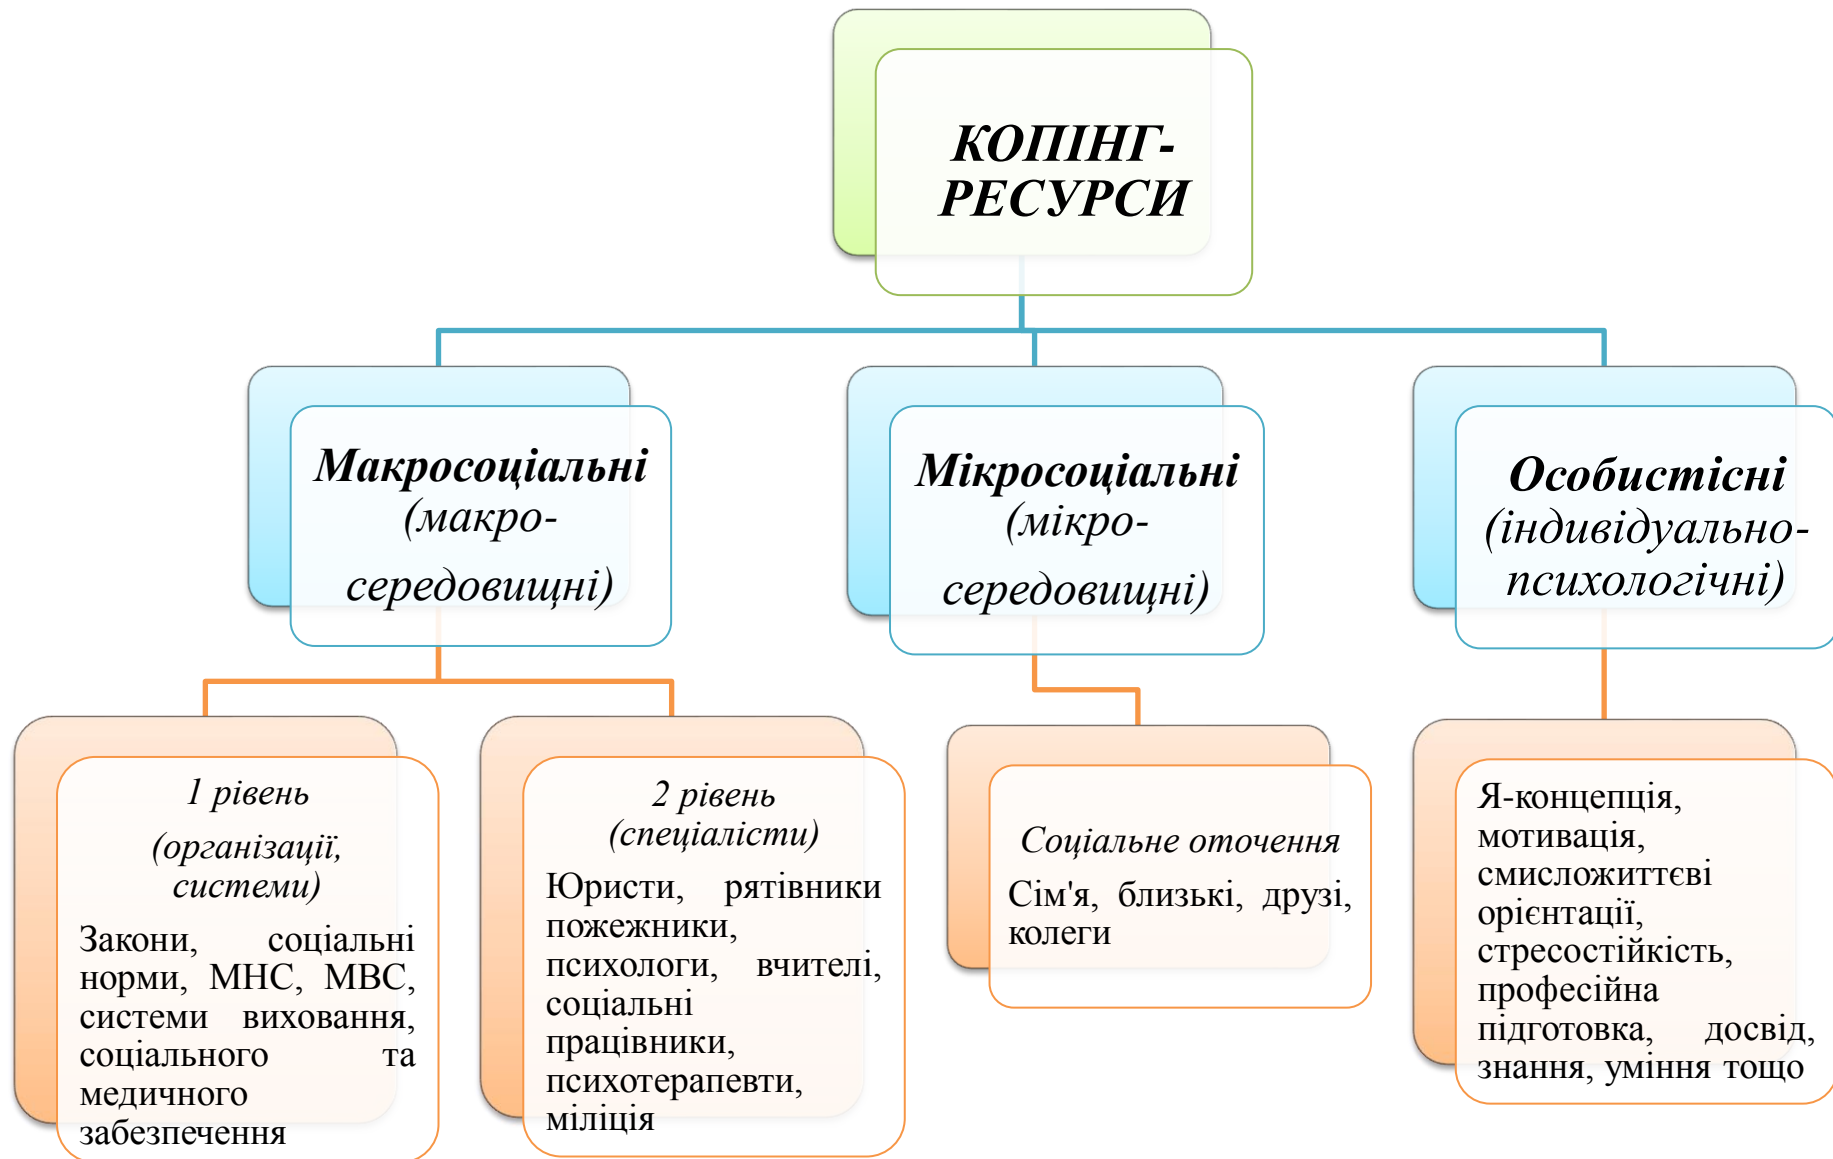 КОПІНГ-
РЕСУРСИ
Макросоціальні
(макро-
середовищні)
Мікросоціальні
(мікро-
середовищні)
Особистісні
(індивідуально-
психологічні)
1 рівень
(організації,
системи)
Закони, соціальні
норми, МНС, МВС,
системи виховання,
соціального та
медичного
забезпечення
2 рівень
(спеціалісти)
Юристи, рятівники
пожежники,
психологи, вчителі,
соціальні
працівники,
психотерапевти,
міліція
Соціальне оточення
Сім'я, близькі, друзі,
колеги
Я-концепція,
мотивація,
смисложиттєві
орієнтації,
стресостійкість,
професійна
підготовка, досвід,
знання, уміння тощо